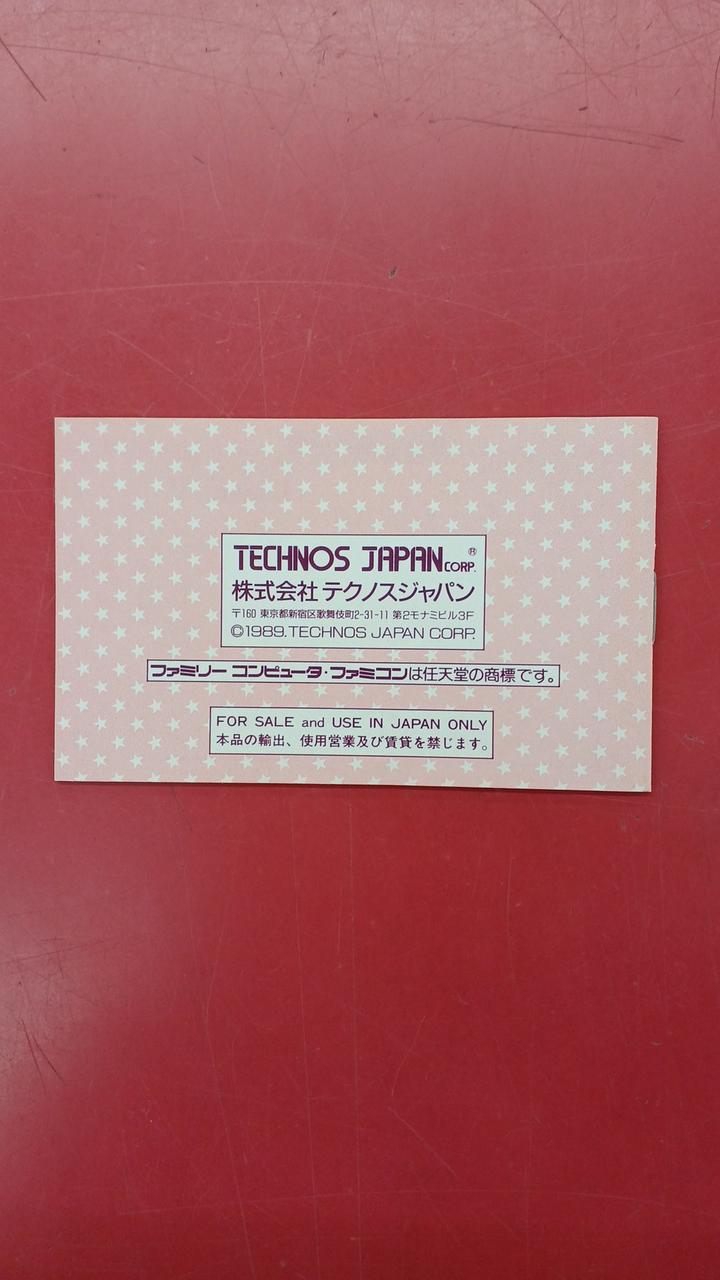 TECHNOS JAPAN CORP. ®
株式会社 テクノスジャパン
〒160 東京都新宿区歌舞伎町2-31-11 第2モナミビル3F
©1989. TECHNOS JAPAN CORP.
ファミリー コンピュータ・ファミコンは任天堂の商標です。
FOR SALE and USE IN JAPAN ONLY
本品の輸出、使用営業及び賃貸を禁じます。